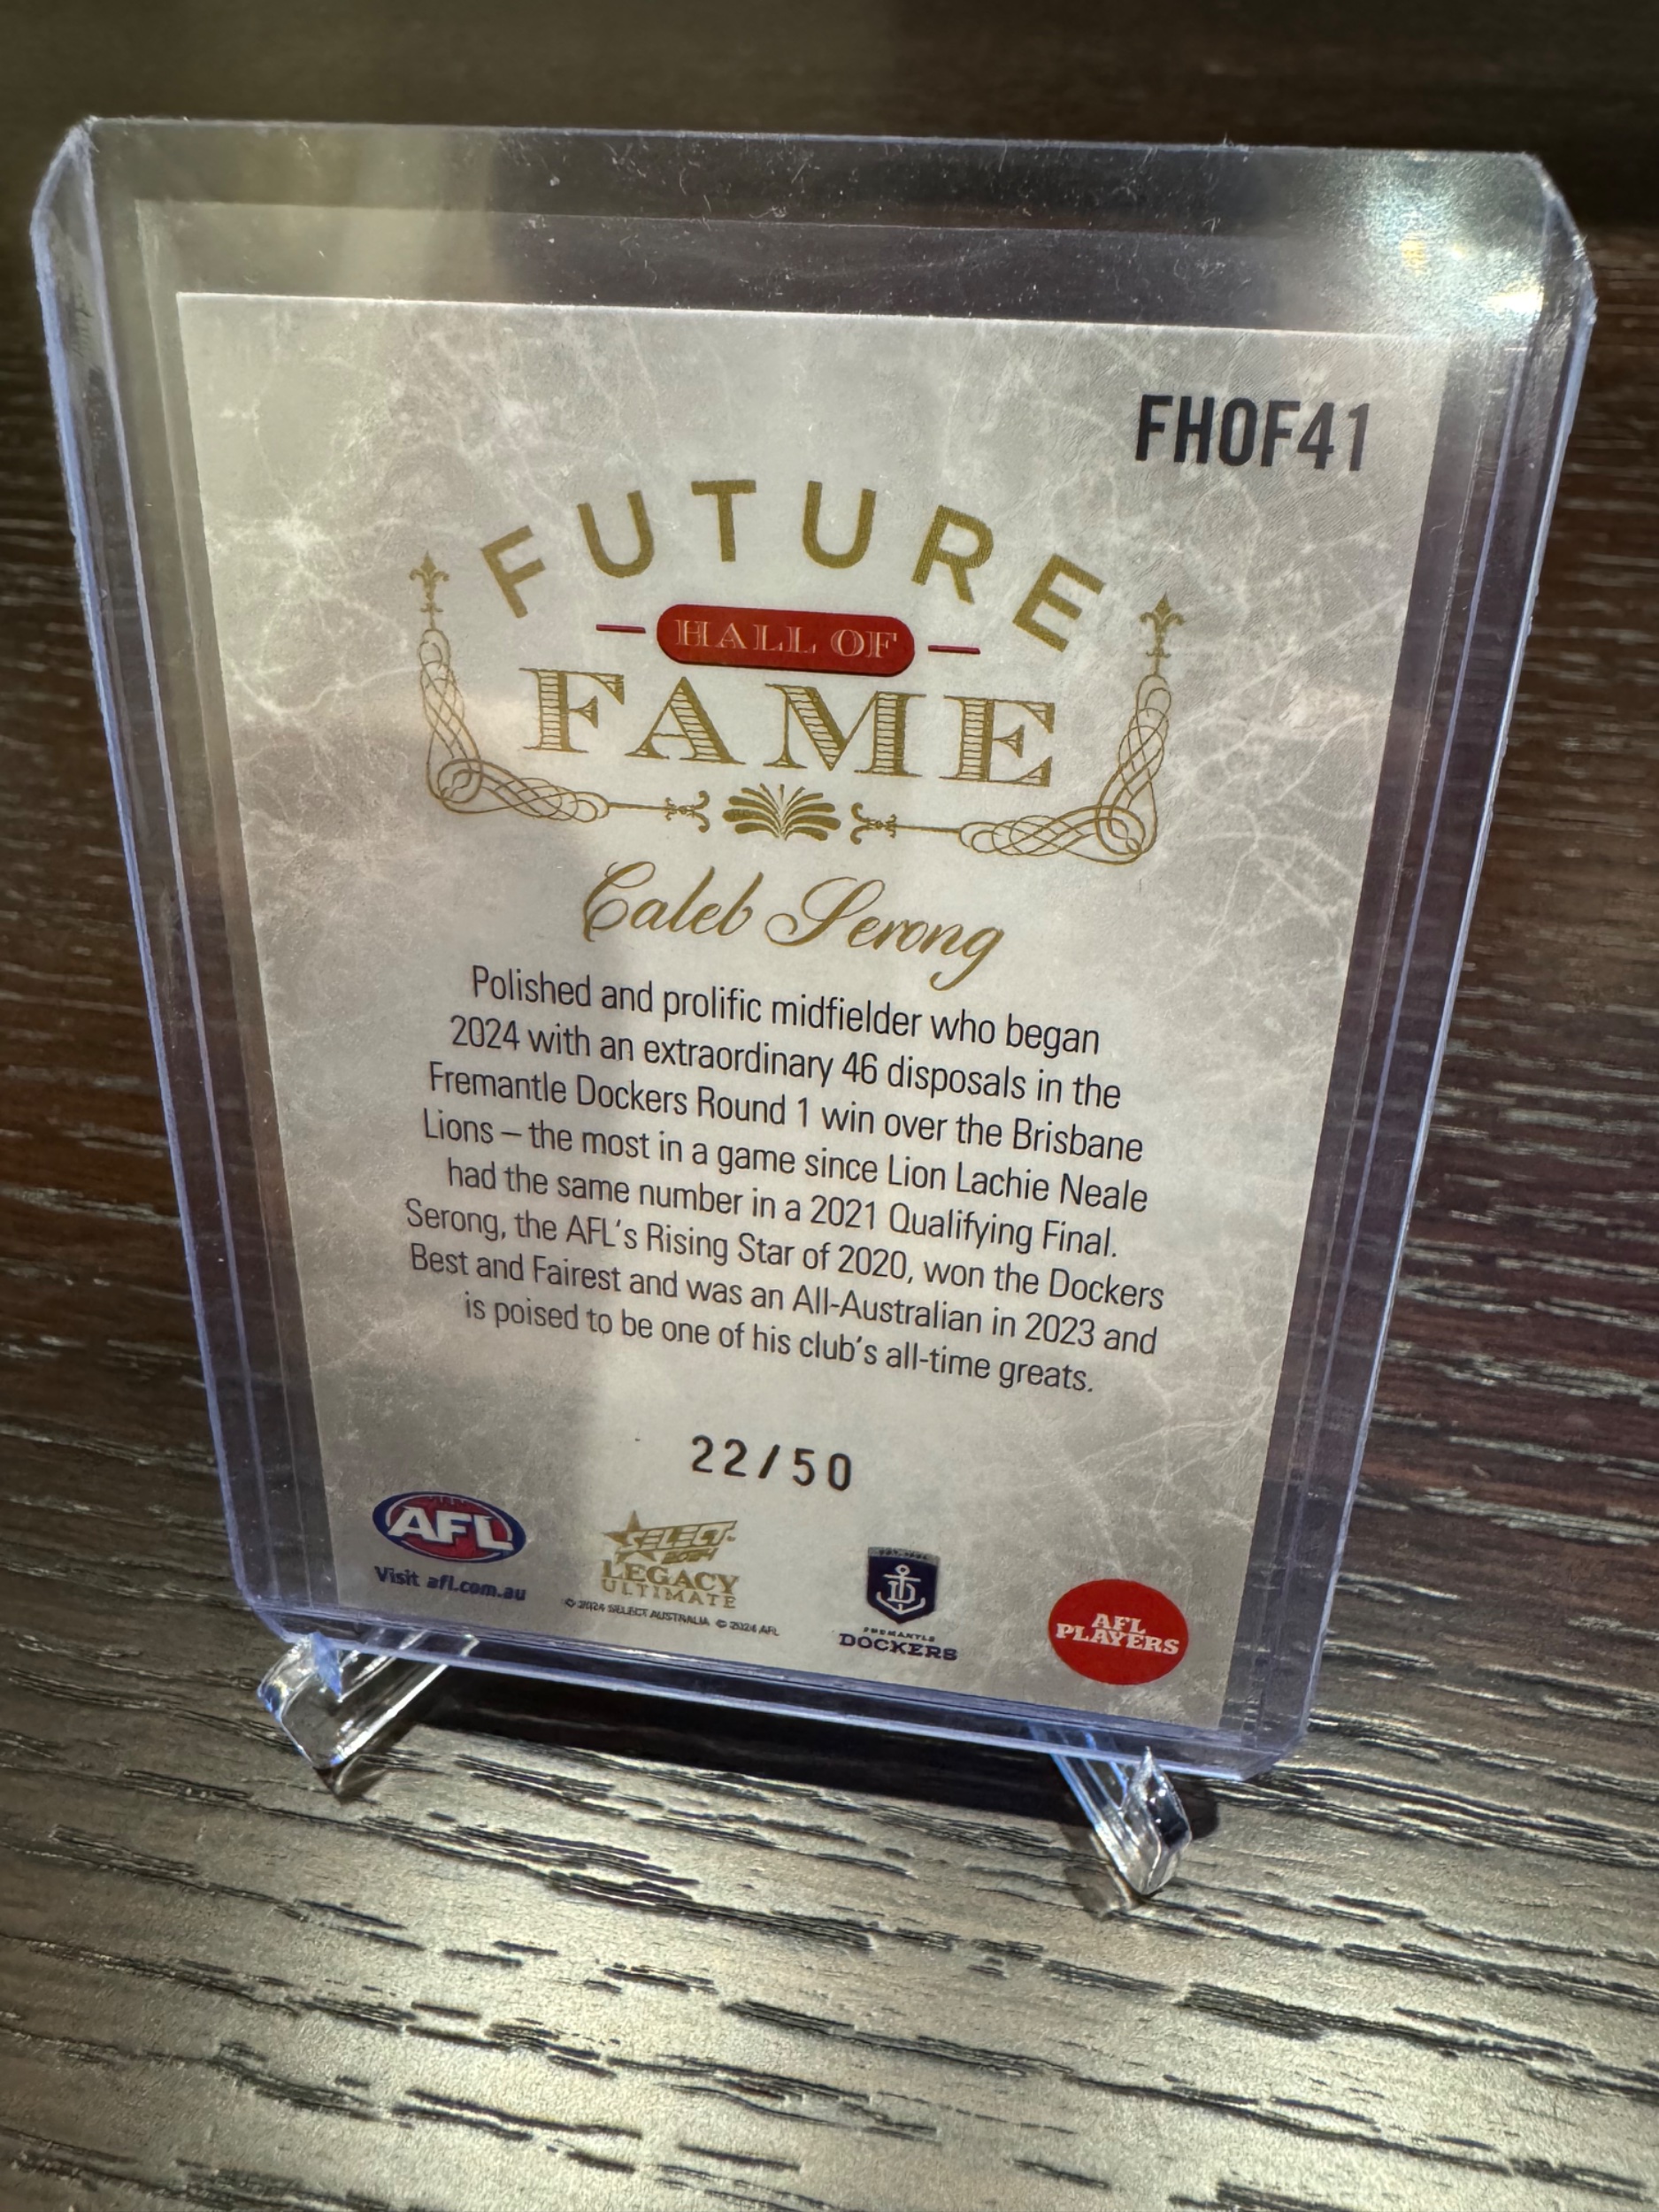 FHOF41
FUTURE
HALL OF
FAME
Caleb Serong
Polished and prolific midfielder who began
2024 with an extraordinary 46 disposals in the
Fremantle Dockers Round 1 win over the Brisbane
Lions – the most in a game since Lion Lachie Neale
had the same number in a 2021 Qualifying Final.
Serong, the AFL's Rising Star of 2020, won the Dockers
Best and Fairest and was an All-Australian in 2023 and
is poised to be one of his club's all-time greats.
22/50
AFL
Visit afl.com.au
SELECT
2024
LEGACY
ULTIMATE
© 2024 SELECT AUSTRALIA © 2024 AFL
FREMANTLE
DOCKERS
AFL
PLAYERS